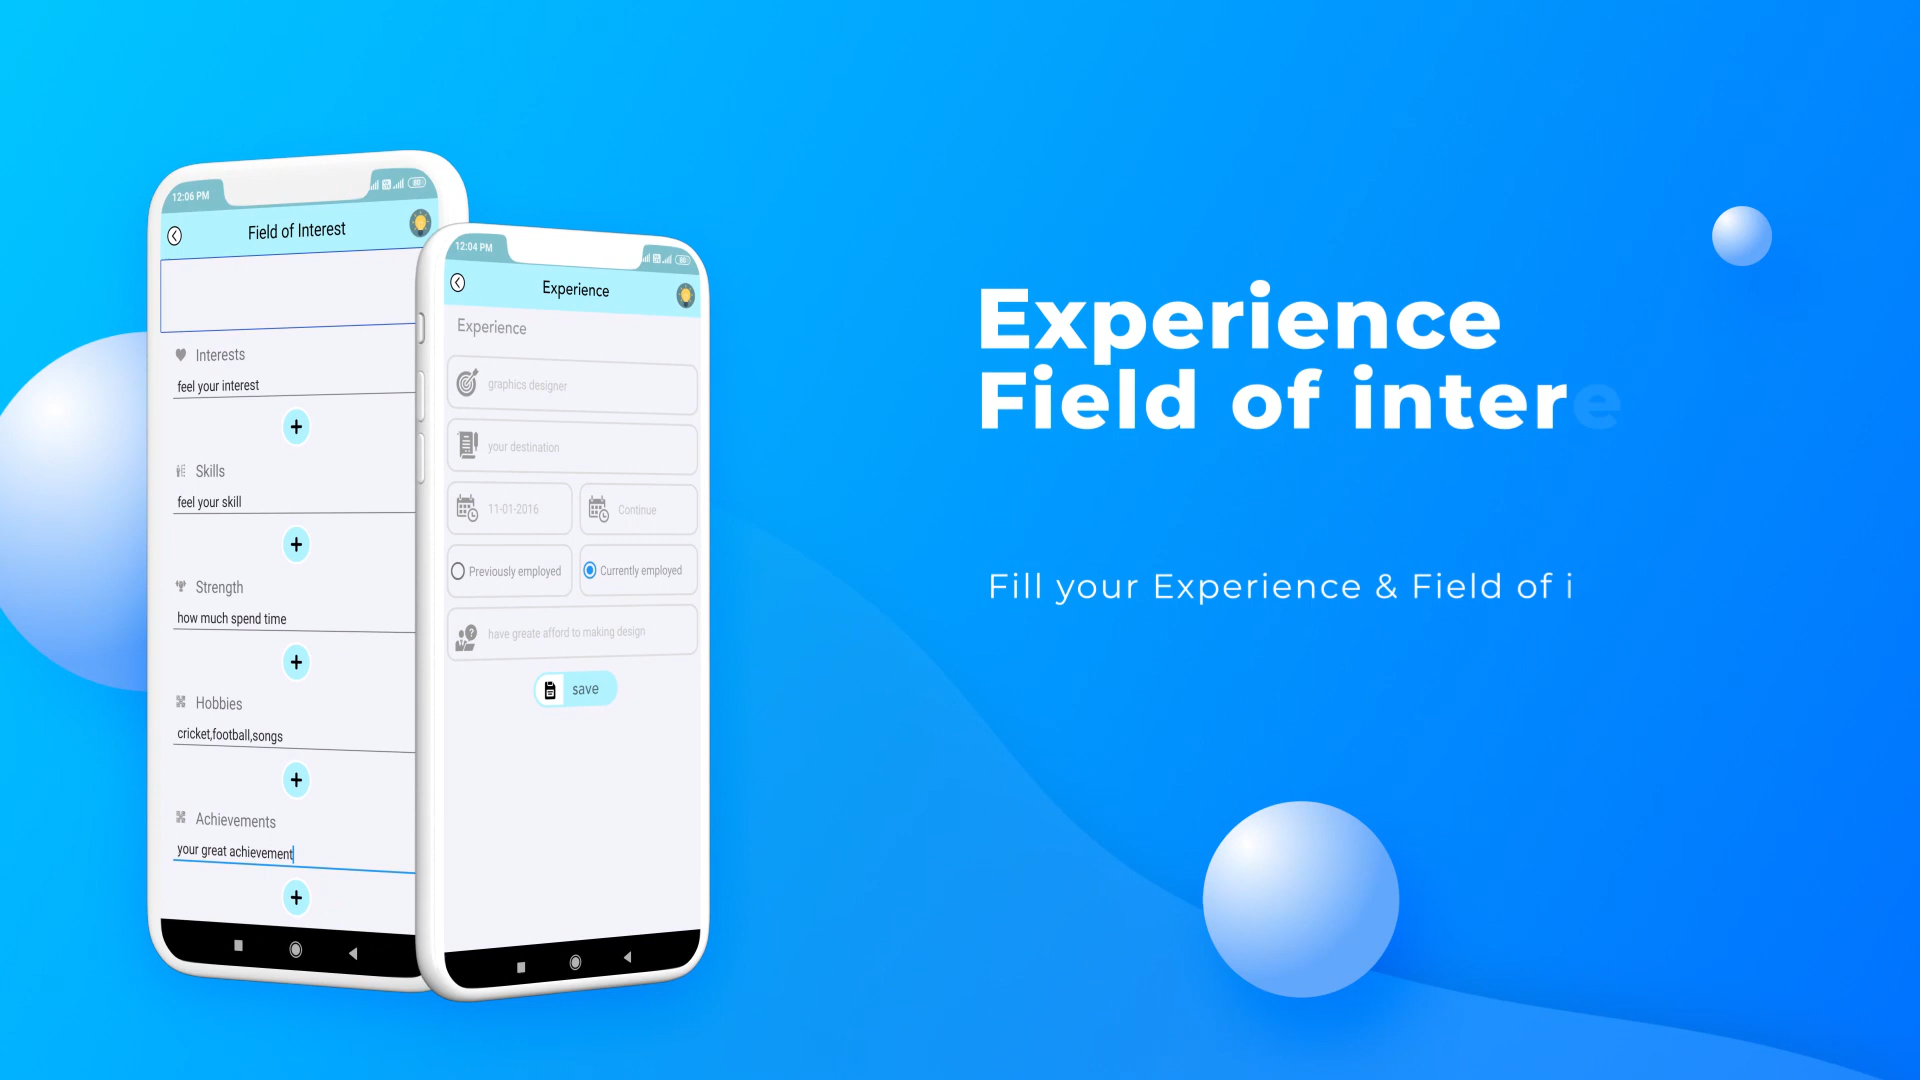 12:06 PM
Field of Interest
Interests
feel your interest
Skills
feel your skill
Strength
how much spend time
Hobbies
cricket,football,songs
Achievements
your great achievement
12:04 PM
Experience
Experience
graphics designer
your destination
11-01-2016
Continue
Previously employed
Currently employed
have greate afford to making design
save
Experience
Field of intere
Fill your Experience & Field of i